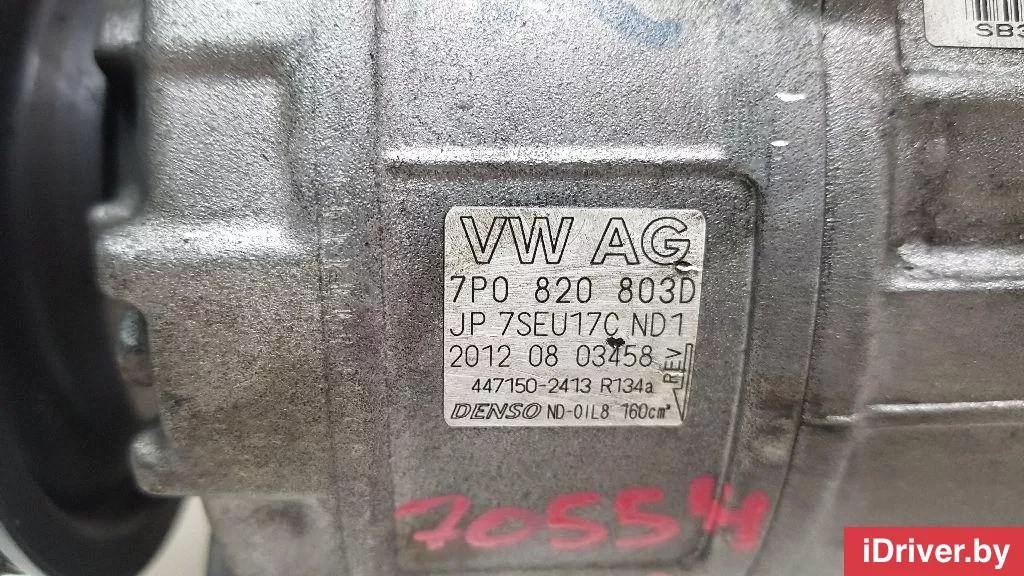 SB3
VW AG
7P0 820 803D
JP 7SEU17C ND1
2012 08 03458
REV
447150-2413 R134a
DENSO ND-OIL8 160cm³
70554
iDriver.by